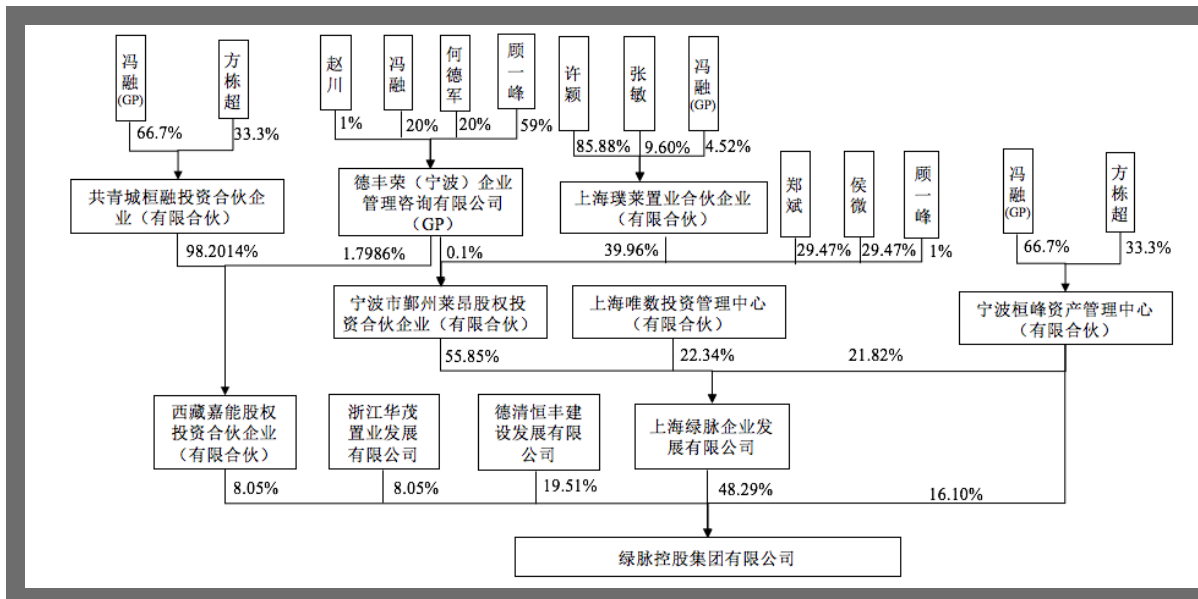 冯融(GP)
方栋超
赵川
冯融
何德军
顾一峰
许颖
张敏
冯融(GP)
66.7%
33.3%
1%
20%
20%
59%
85.88%
9.60%
4.52%
共青城桓融投资合伙企
业（有限合伙）
德丰荣（宁波）企业
管理咨询有限公司
（GP）
上海璞莱置业合伙企业
（有限合伙）
郑斌
侯微
顾一峰
冯融(GP)
方栋超
98.2014%
1.7986%
0.1%
39.96%
29.47%
29.47%
1%
66.7%
33.3%
宁波市鄞州莱昂股权投
资合伙企业（有限合伙）
上海唯数投资管理中心
（有限合伙）
宁波桓峰资产管理中心
（有限合伙）
55.85%
22.34%
21.82%
西藏嘉能股权
投资合伙企业
（有限合伙）
浙江华茂
置业发展
有限公司
德清恒丰建
设发展有限
公司
上海绿脉企业发
展有限公司
8.05%
8.05%
19.51%
48.29%
16.10%
绿脉控股集团有限公司